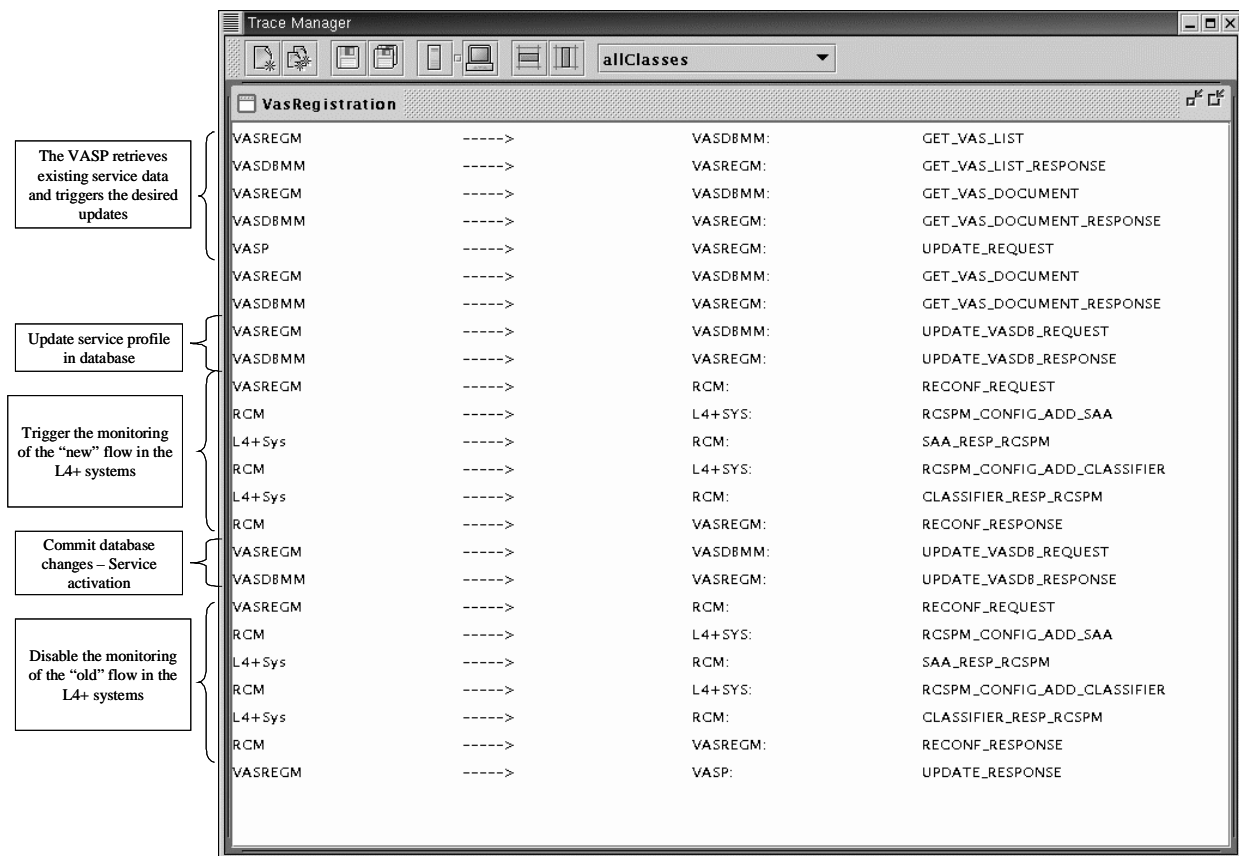 Trace Manager
allClasses
VasRegistration
VASREGM -----> VASDBMM: GET_VAS_LIST
VASDBMM -----> VASREGM: GET_VAS_LIST_RESPONSE
VASREGM -----> VASDBMM: GET_VAS_DOCUMENT
VASDBMM -----> VASREGM: GET_VAS_DOCUMENT_RESPONSE
VASP -----> VASREGM: UPDATE_REQUEST
VASREGM -----> VASDBMM: GET_VAS_DOCUMENT
VASDBMM -----> VASREGM: GET_VAS_DOCUMENT_RESPONSE
VASREGM -----> VASDBMM: UPDATE_VASDB_REQUEST
VASDBMM -----> VASREGM: UPDATE_VASDB_RESPONSE
VASREGM -----> RCM: RECONF_REQUEST
RCM -----> L4+SYS: RCSPM_CONFIG_ADD_SAA
L4+Sys -----> RCM: SAA_RESP_RCSPM
RCM -----> L4+SYS: RCSPM_CONFIG_ADD_CLASSIFIER
L4+Sys -----> RCM: CLASSIFIER_RESP_RCSPM
RCM -----> VASREGM: RECONF_RESPONSE
VASREGM -----> VASDBMM: UPDATE_VASDB_REQUEST
VASDBMM -----> VASREGM: UPDATE_VASDB_RESPONSE
VASREGM -----> RCM: RECONF_REQUEST
RCM -----> L4+SYS: RCSPM_CONFIG_ADD_SAA
L4+Sys -----> RCM: SAA_RESP_RCSPM
RCM -----> L4+SYS: RCSPM_CONFIG_ADD_CLASSIFIER
L4+Sys -----> RCM: CLASSIFIER_RESP_RCSPM
RCM -----> VASREGM: RECONF_RESPONSE
VASREGM -----> VASP: UPDATE_RESPONSE
The VASP retrieves
existing service data
and triggers the desired
updates
Update service profile
in database
Trigger the monitoring
of the “new” flow in the
L4+ systems
Commit database
changes – Service
activation
Disable the monitoring
of the “old” flow in the
L4+ systems